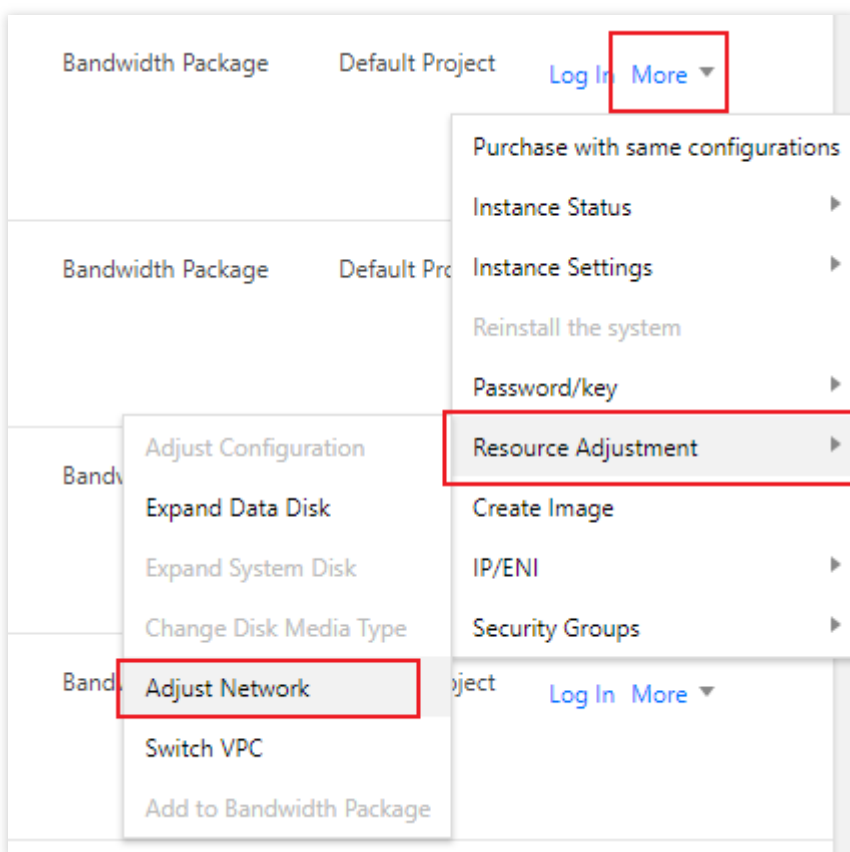 Bandwidth Package Default Project Log In More
Purchase with same configurations
Instance Status
Bandwidth Package Default Pro Instance Settings
Reinstall the system
Password/key
Adjust Configuration Resource Adjustment
Band
Expand Data Disk Create Image
Expand System Disk IP/ENI
Change Disk Media Type Security Groups
Band Adjust Network ject Log In More
Switch VPC
Add to Bandwidth Package